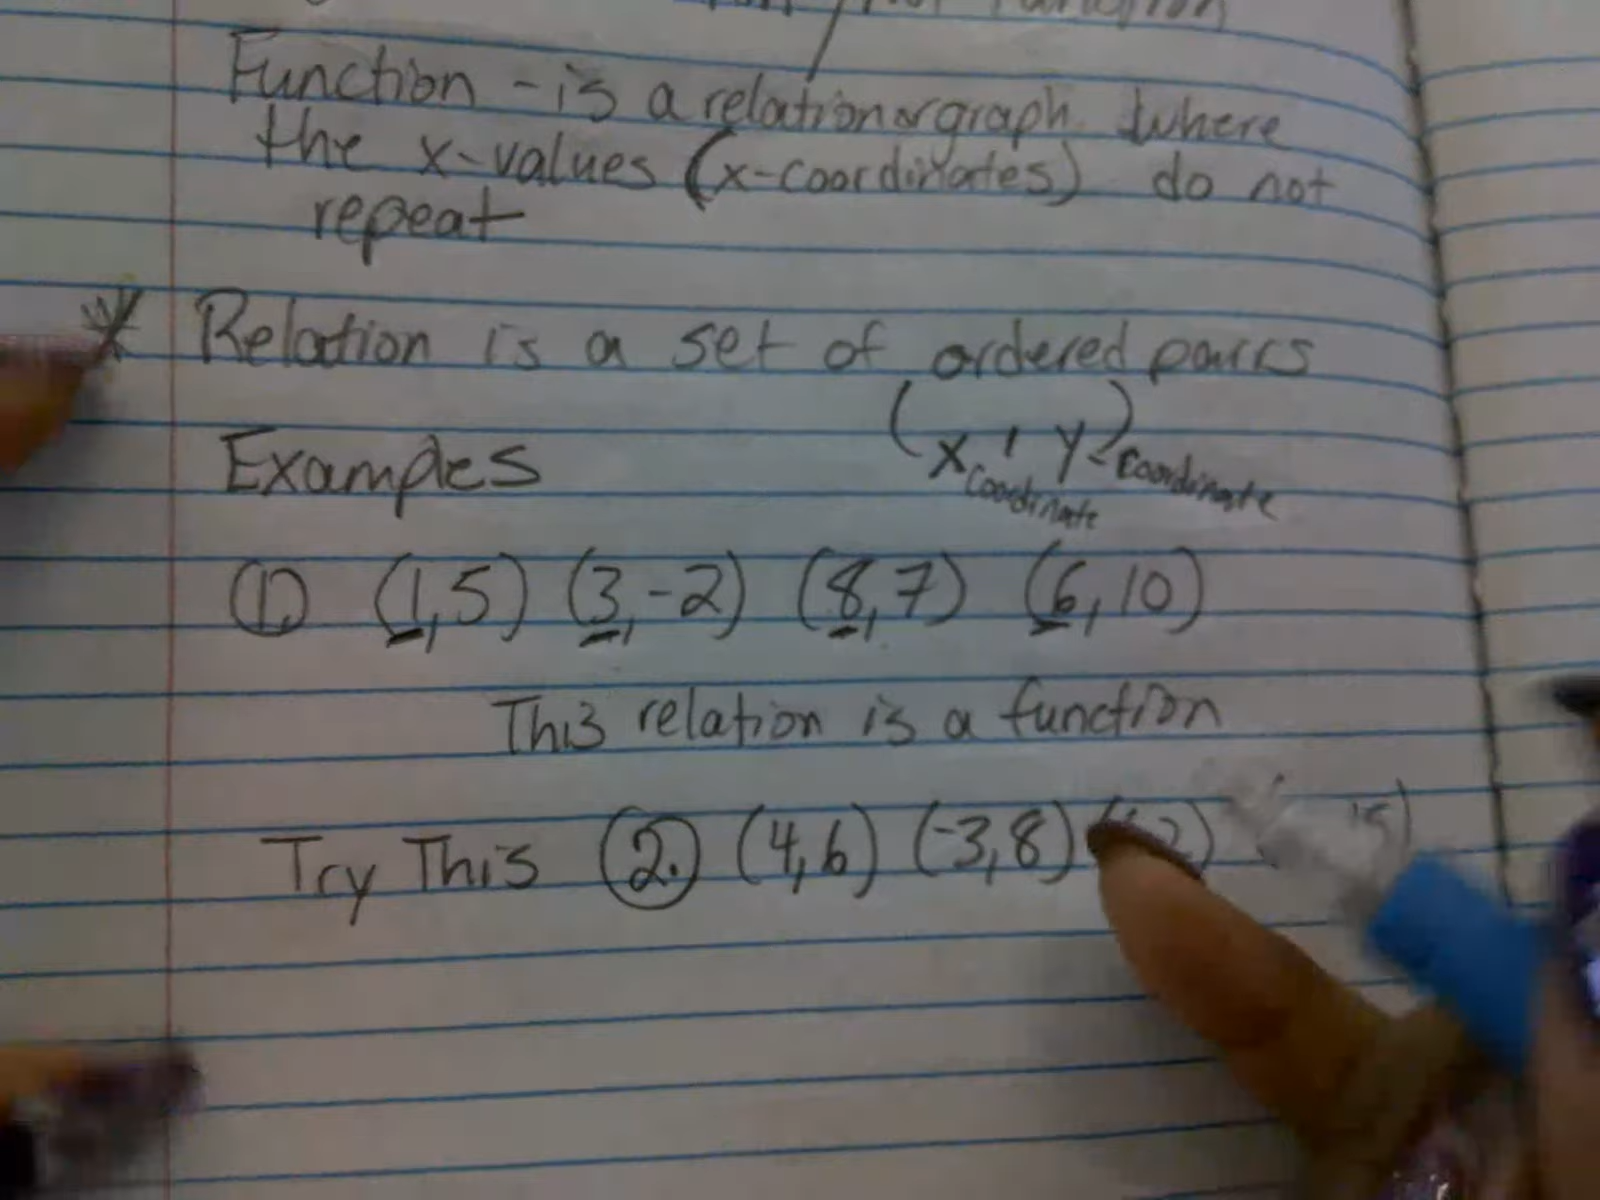 function
Function - is a relation or graph where
the x-values (x-coordinates) do not
repeat
* Relation is a set of ordered pairs
(x, y)
coordinate coordinate
Examples
1. (1,5) (3,-2) (8,7) (6,10)
This relation is a function
Try This 2. (4,6) (-3,8)